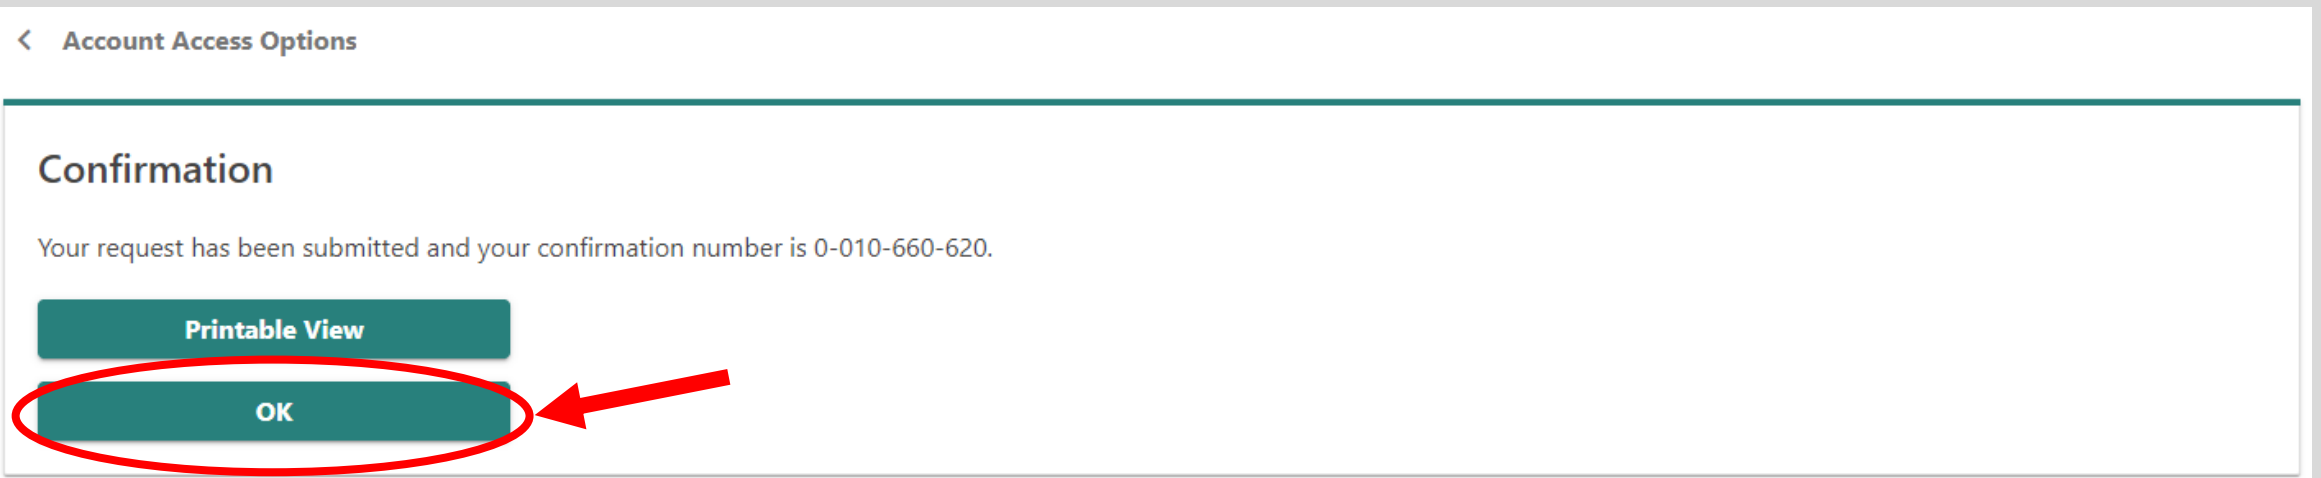 Account Access Options
Confirmation
Your request has been submitted and your confirmation number is 0-010-660-620.
Printable View
OK